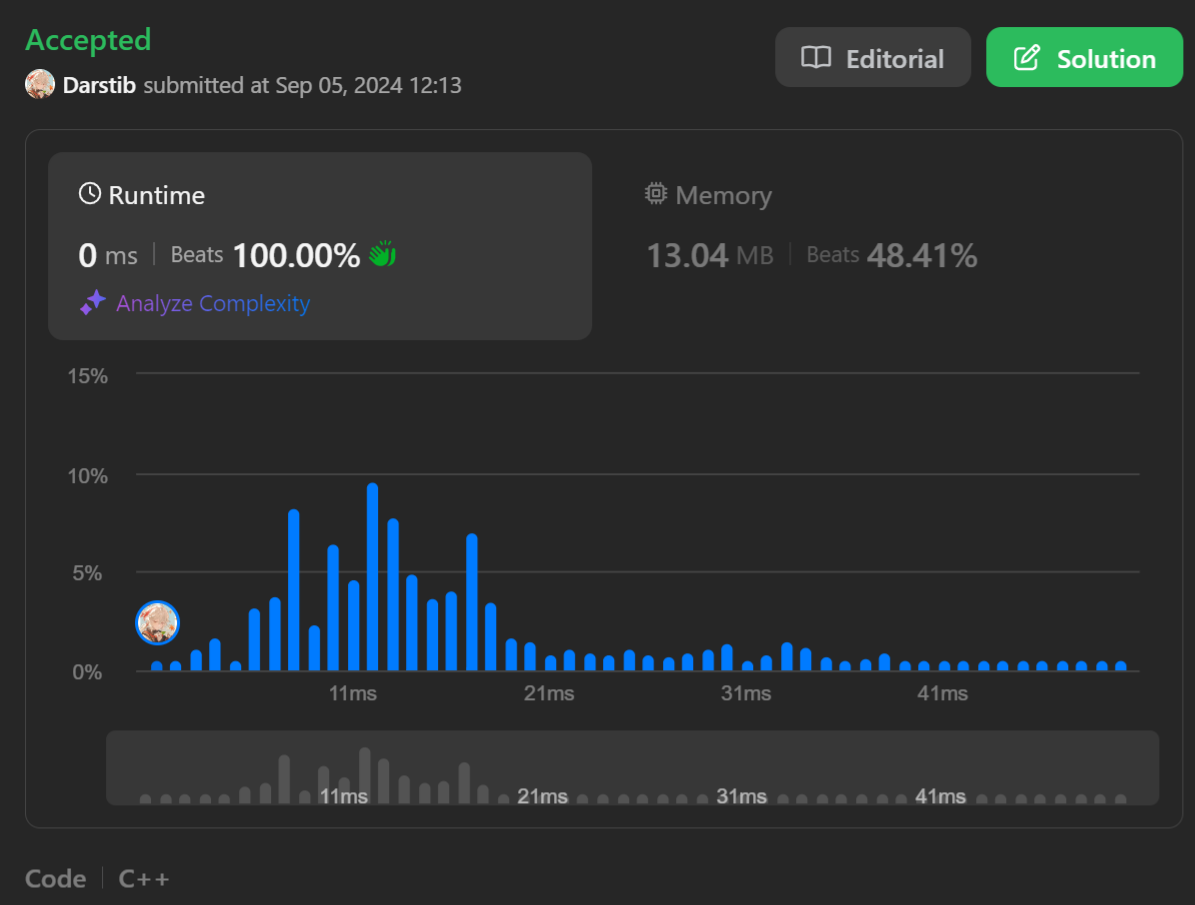 Accepted
Editorial
Solution
Darstib submitted at Sep 05, 2024 12:13
Runtime
Memory
0 ms | Beats 100.00%
13.04 MB | Beats 48.41%
Analyze Complexity
15%
10%
5%
0%
11ms 21ms 31ms 41ms
11ms 21ms 31ms 41ms
Code | C++